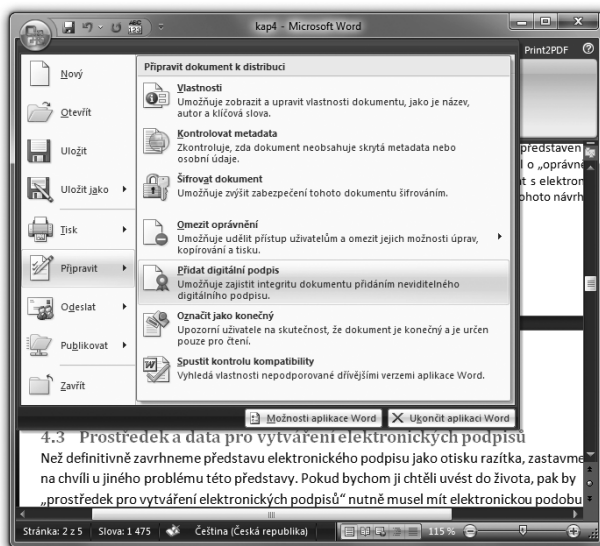 kap4 - Microsoft Word
Print2PDF
Nový
Otevřít
Uložit
Uložit jako
Tisk
Připravit
Odeslat
Publikovat
Zavřít
Připravit dokument k distribuci
Vlastnosti
Umožňuje zobrazit a upravit vlastnosti dokumentu, jako je název,
autor a klíčová slova.
Kontrolovat metadata
Zkontroluje, zda dokument neobsahuje skrytá metadata nebo
osobní údaje.
Šifrovat dokument
Umožňuje zvýšit zabezpečení tohoto dokumentu šifrováním.
Omezit oprávnění
Umožňuje udělit přístup uživatelům a omezit jejich možnosti úprav,
kopírování a tisku.
Přidat digitální podpis
Umožňuje zajistit integritu dokumentu přidáním neviditelného
digitálního podpisu.
Označit jako konečný
Upozorní uživatele na skutečnost, že dokument je konečný a je určen
pouze pro čtení.
Spustit kontrolu kompatibility
Vyhledá vlastnosti nepodporované dřívějšími verzemi aplikace Word.
Možnosti aplikace Word
Ukončit aplikaci Word
představen
o „oprávně
s elektron
ohoto návrh
4.3 Prostředek a data pro vytváření elektronických podpisů
Než definitivně zavrhneme představu elektronického podpisu jako otisku razítka, zastavme
na chvíli u jiného problému této představy. Pokud bychom ji chtěli uvést do života, pak by
„prostředek pro vytváření elektronických podpisů“ nutně musel mít elektronickou podobu
Stránka: 2 z 5 Slova: 1 475 Čeština (Česká republika) 115 %